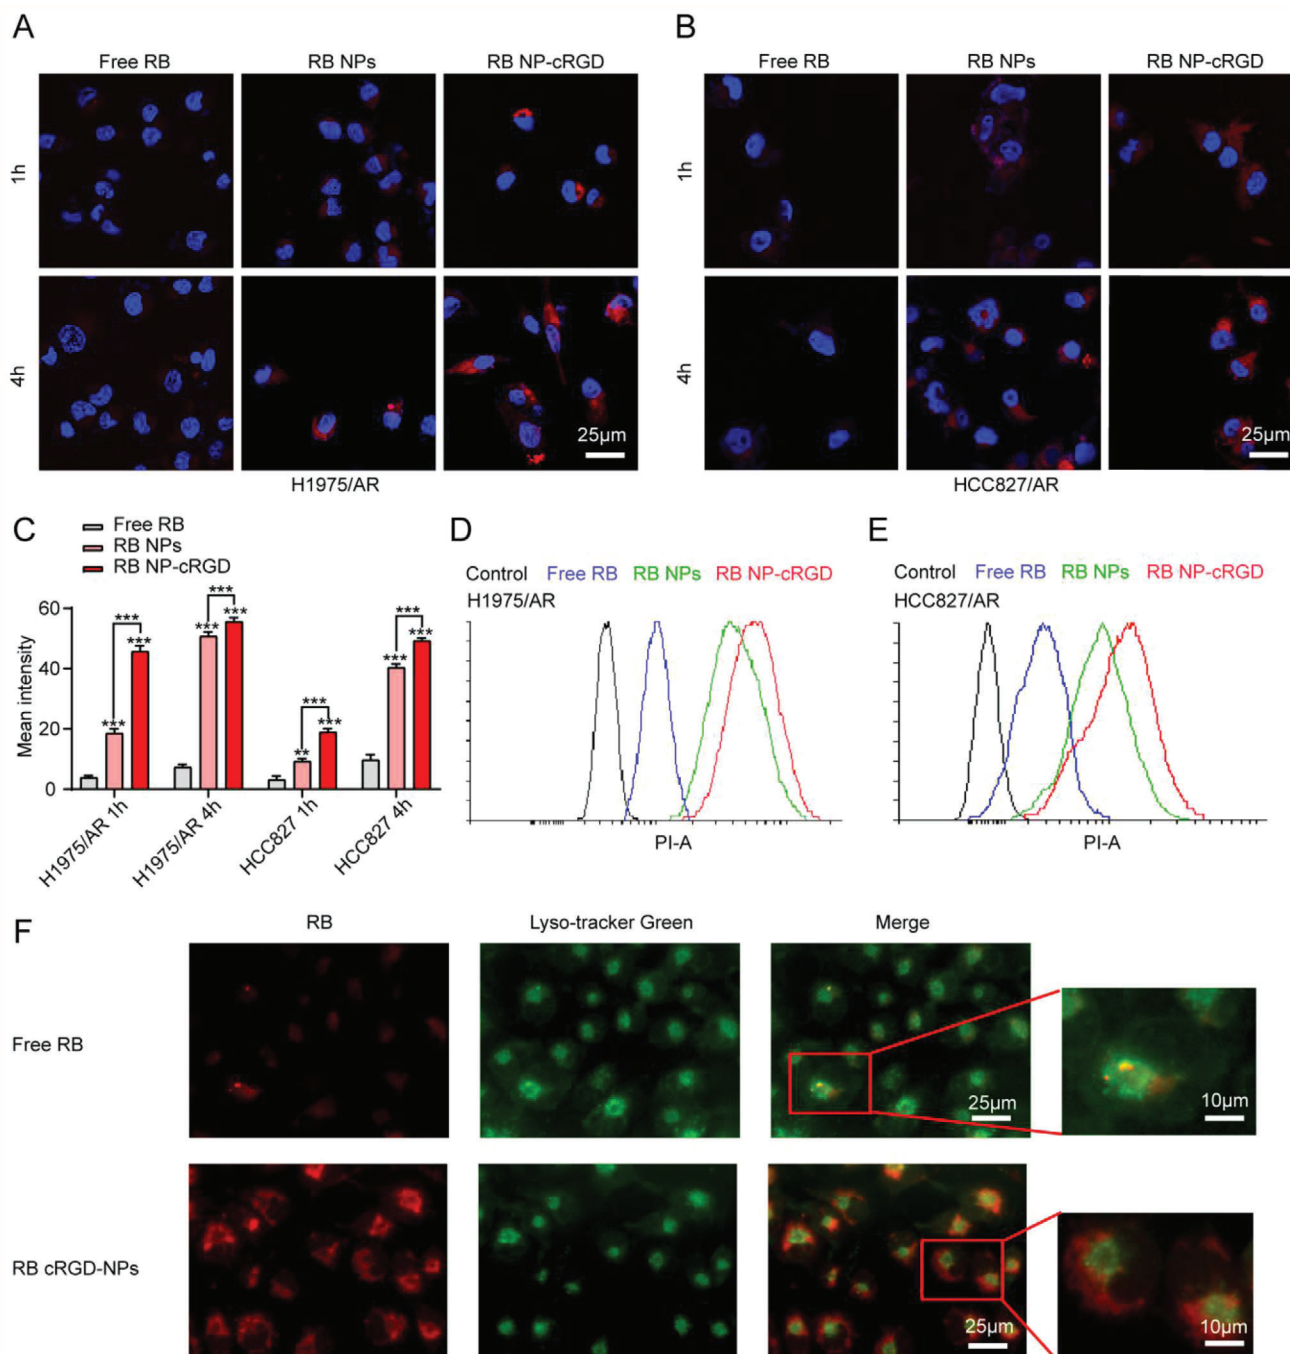 A
Free RB RB NPs RB NP-cRGD
1h
4h
25µm
H1975/AR
B
Free RB RB NPs RB NP-cRGD
1h
4h
25µm
HCC827/AR
C
Free RB
RB NPs
RB NP-cRGD
Mean intensity
60
40
20
0
*** *** ***
*** *** ***
** *** ***
*** *** ***
H1975/AR 1h
H1975/AR 4h
HCC827 1h
HCC827 4h
D
Control Free RB RB NPs RB NP-cRGD
H1975/AR
PI-A
E
Control Free RB RB NPs RB NP-cRGD
HCC827/AR
PI-A
F
RB Lyso-tracker Green Merge
Free RB
25µm
10µm
RB cRGD-NPs
25µm
10µm